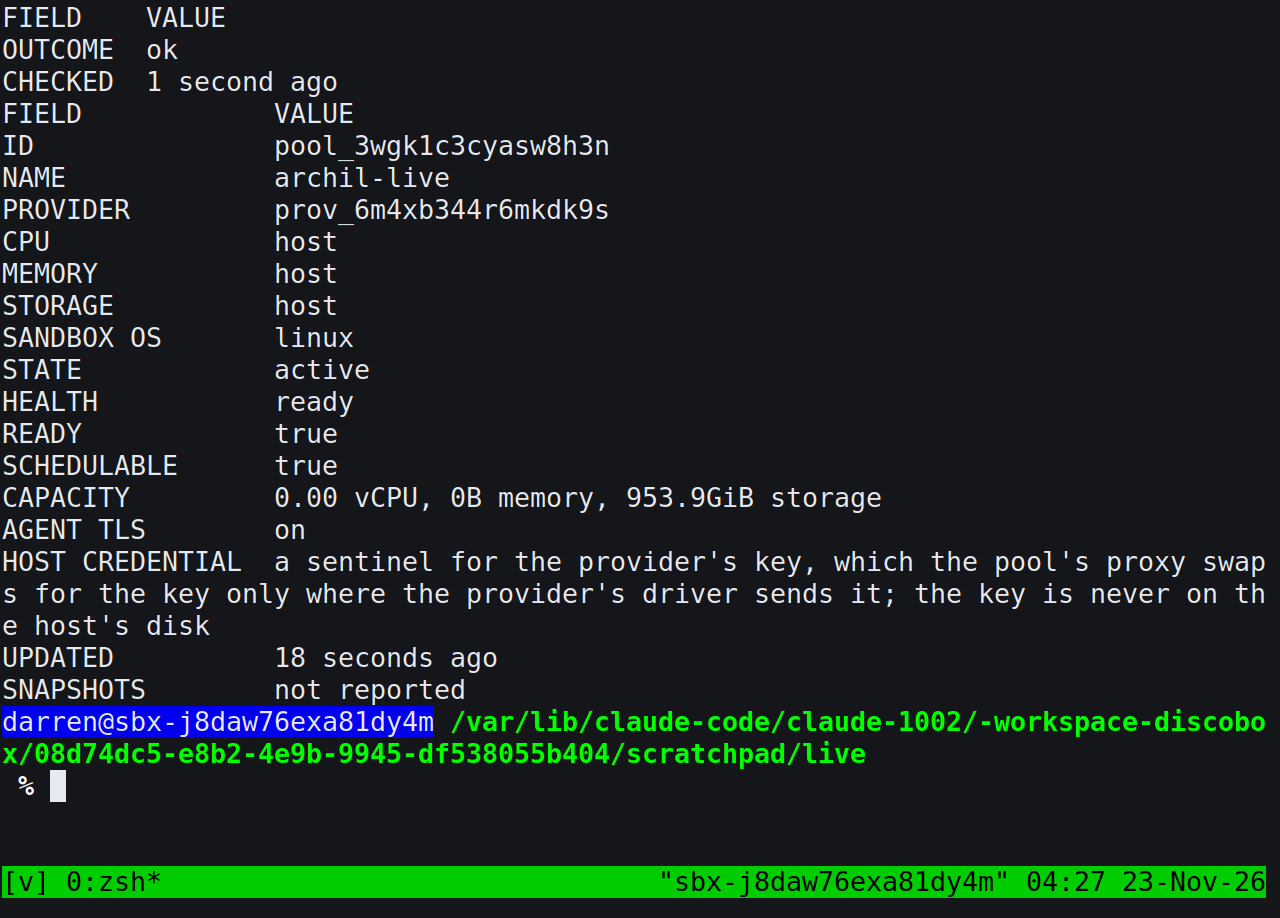 FIELD    VALUE
OUTCOME  ok
CHECKED  1 second ago
FIELD            VALUE
ID               pool_3wgk1c3cyasw8h3n
NAME             archil-live
PROVIDER         prov_6m4xb344r6mkdk9s
CPU              host
MEMORY           host
STORAGE          host
SANDBOX OS       linux
STATE            active
HEALTH           ready
READY            true
SCHEDULABLE      true
CAPACITY         0.00 vCPU, 0B memory, 953.9GiB storage
AGENT TLS        on
HOST CREDENTIAL  a sentinel for the provider's key, which the pool's proxy swap
s for the key only where the provider's driver sends it; the key is never on th
e host's disk
UPDATED          18 seconds ago
SNAPSHOTS        not reported
darren@sbx-j8daw76exa81dy4m /var/lib/claude-code/claude-1002/-workspace-discobo
x/08d74dc5-e8b2-4e9b-9945-df538055b404/scratchpad/live
 %
[v] 0:zsh*                               "sbx-j8daw76exa81dy4m" 04:27 23-Nov-26